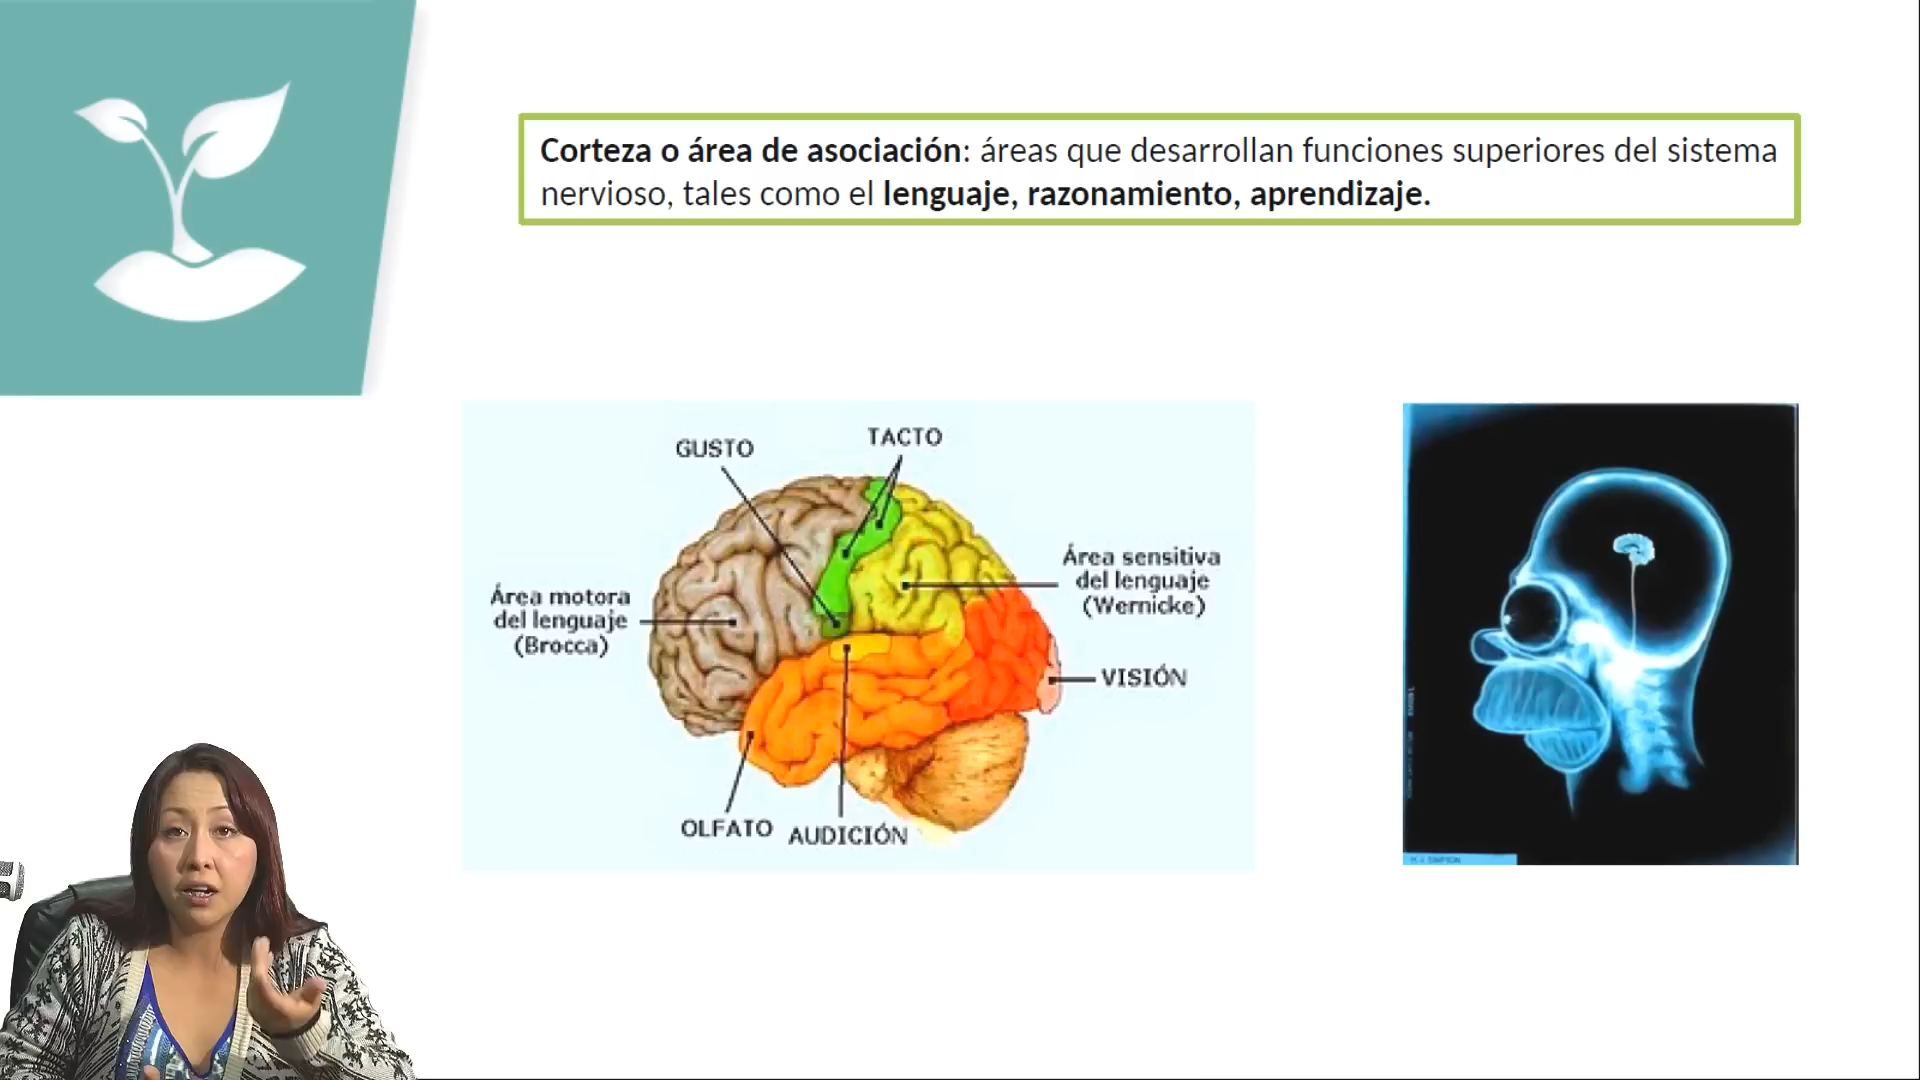 Corteza o área de asociación: áreas que desarrollan funciones superiores del sistema
nervioso, tales como el lenguaje, razonamiento, aprendizaje.
GUSTO
TACTO
Área motora
del lenguaje
(Brocca)
Área sensitiva
del lenguaje
(Wernicke)
VISIÓN
OLFATO
AUDICIÓN